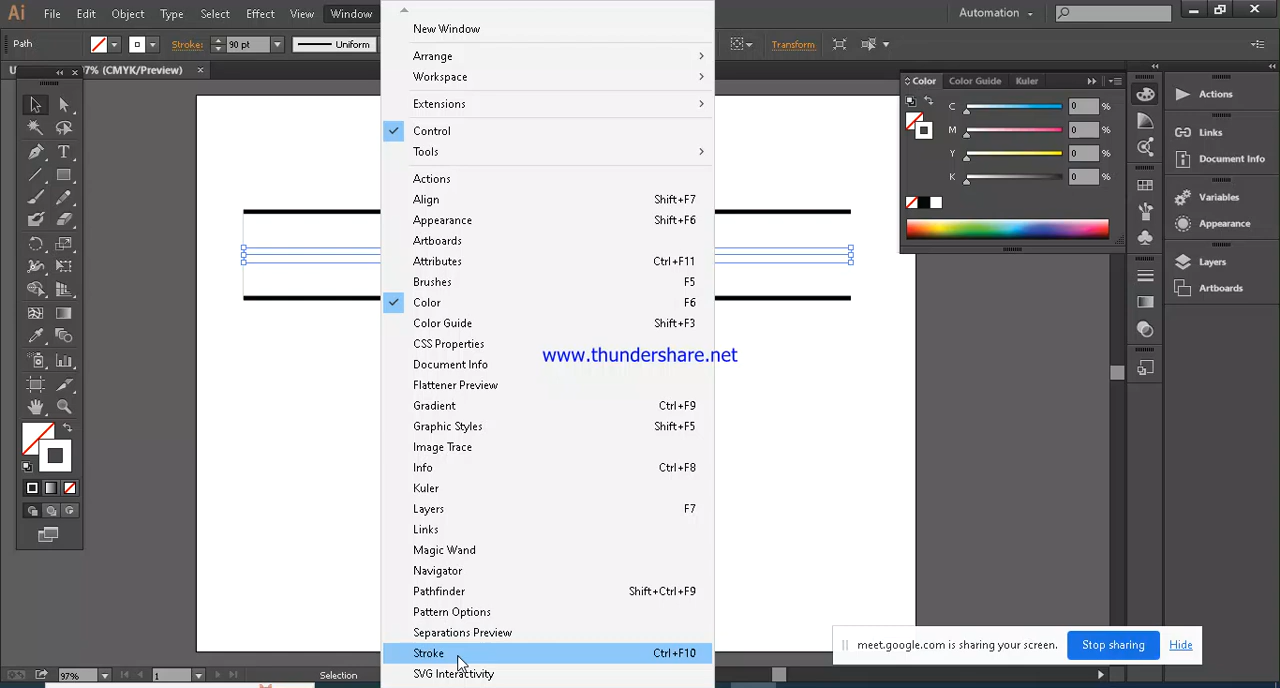 Ai File Edit Object Type Select Effect View Window Automation
Path Stroke: 90 pt Uniform Transform
7% (CMYK/Preview)
New Window
Arrange
Workspace
Extensions
Control
Tools
Actions
Align Shift+F7
Appearance Shift+F6
Artboards
Attributes Ctrl+F11
Brushes F5
Color F6
Color Guide Shift+F3
CSS Properties
Document Info
Flattener Preview
Gradient Ctrl+F9
Graphic Styles Shift+F5
Image Trace
Info Ctrl+F8
Kuler
Layers F7
Links
Magic Wand
Navigator
Pathfinder Shift+Ctrl+F9
Pattern Options
Separations Preview
Stroke Ctrl+F10
SVG Interactivity
www.thundershare.net
Color Color Guide Kuler
C 0 %
M 0 %
Y 0 %
K 0 %
Actions
Links
Document Info
Variables
Appearance
Layers
Artboards
meet.google.com is sharing your screen. Stop sharing Hide
97% 1 Selection